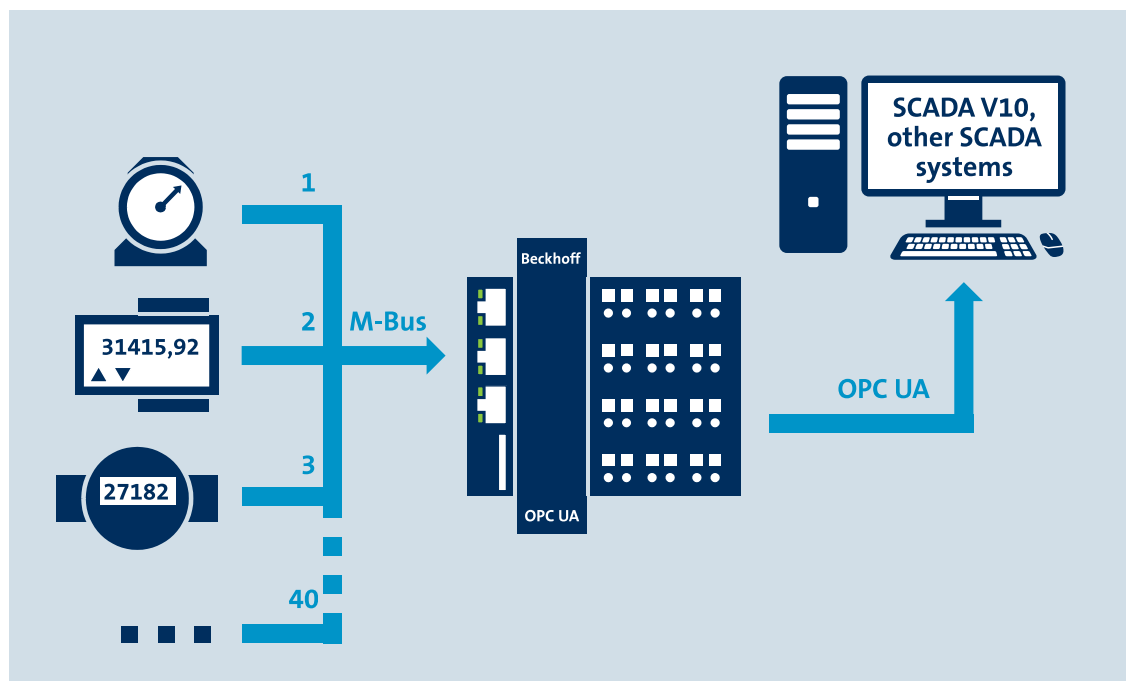 SCADA V10,
other SCADA
systems
1
2
M-Bus
31415,92
3
27182
40
Beckhoff
OPC UA
OPC UA